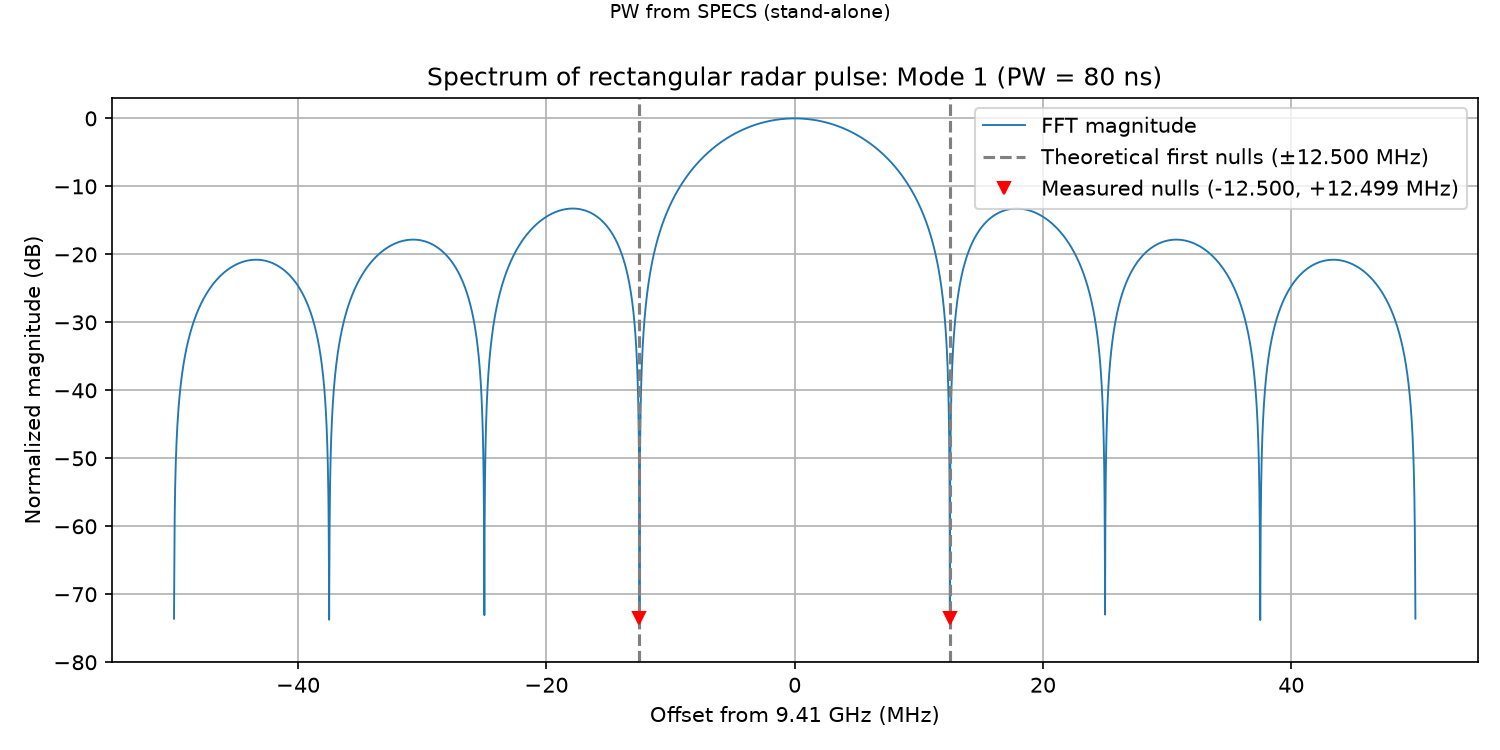 PW from SPECS (stand-alone)
Spectrum of rectangular radar pulse: Mode 1 (PW = 80 ns)
FFT magnitude
Theoretical first nulls (±12.500 MHz)
Measured nulls (-12.500, +12.499 MHz)
Normalized magnitude (dB)
0
−10
−20
−30
−40
−50
−60
−70
−80
−40
−20
0
20
40
Offset from 9.41 GHz (MHz)